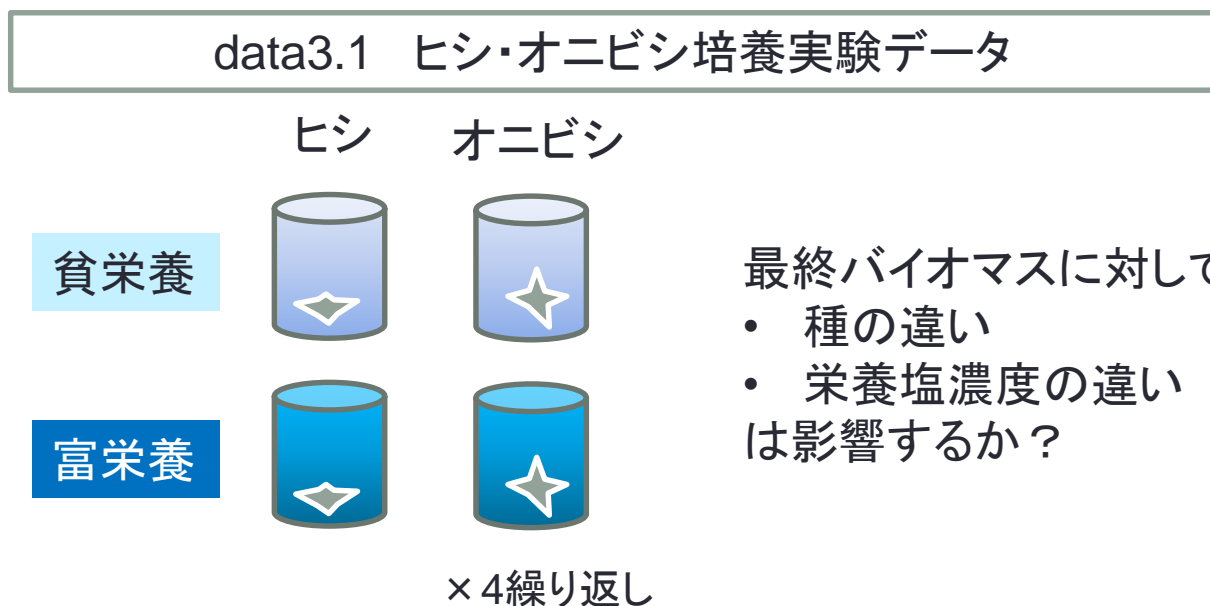 data3.1 ヒシ・オニビシ培養実験データ
ヒシ オニビシ
貧栄養
富栄養
×4繰り返し
最終バイオマスに対して
• 種の違い
• 栄養塩濃度の違い
は影響するか？